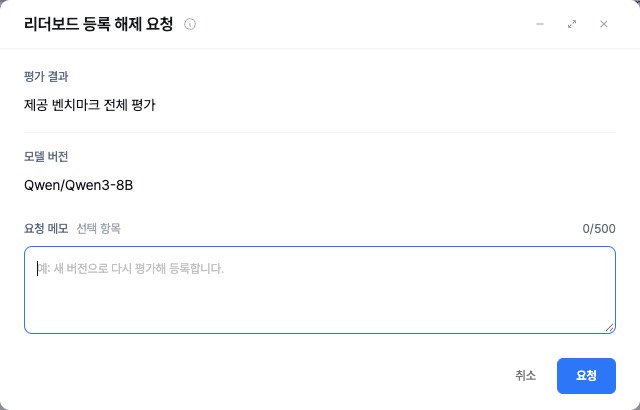 리더보드 등록 해제 요청
평가 결과
제공 벤치마크 전체 평가
모델 버전
Qwen/Qwen3-8B
요청 메모 선택 항목 0/500
예: 새 버전으로 다시 평가해 등록합니다.
취소 요청